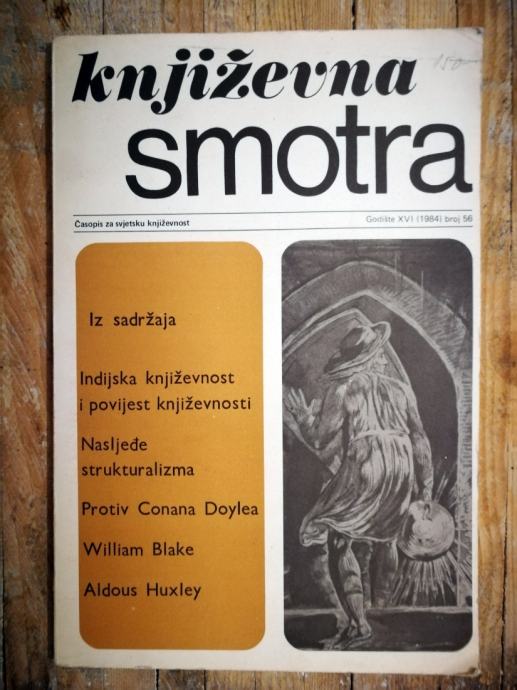 književna
smotra
150
Časopis za svjetsku književnost
Godište XVI (1984) broj 56
Iz sadržaja
Indijska književnost
i povijest književnosti
Nasljeđe
strukturalizma
Protiv Conana Doylea
William Blake
Aldous Huxley